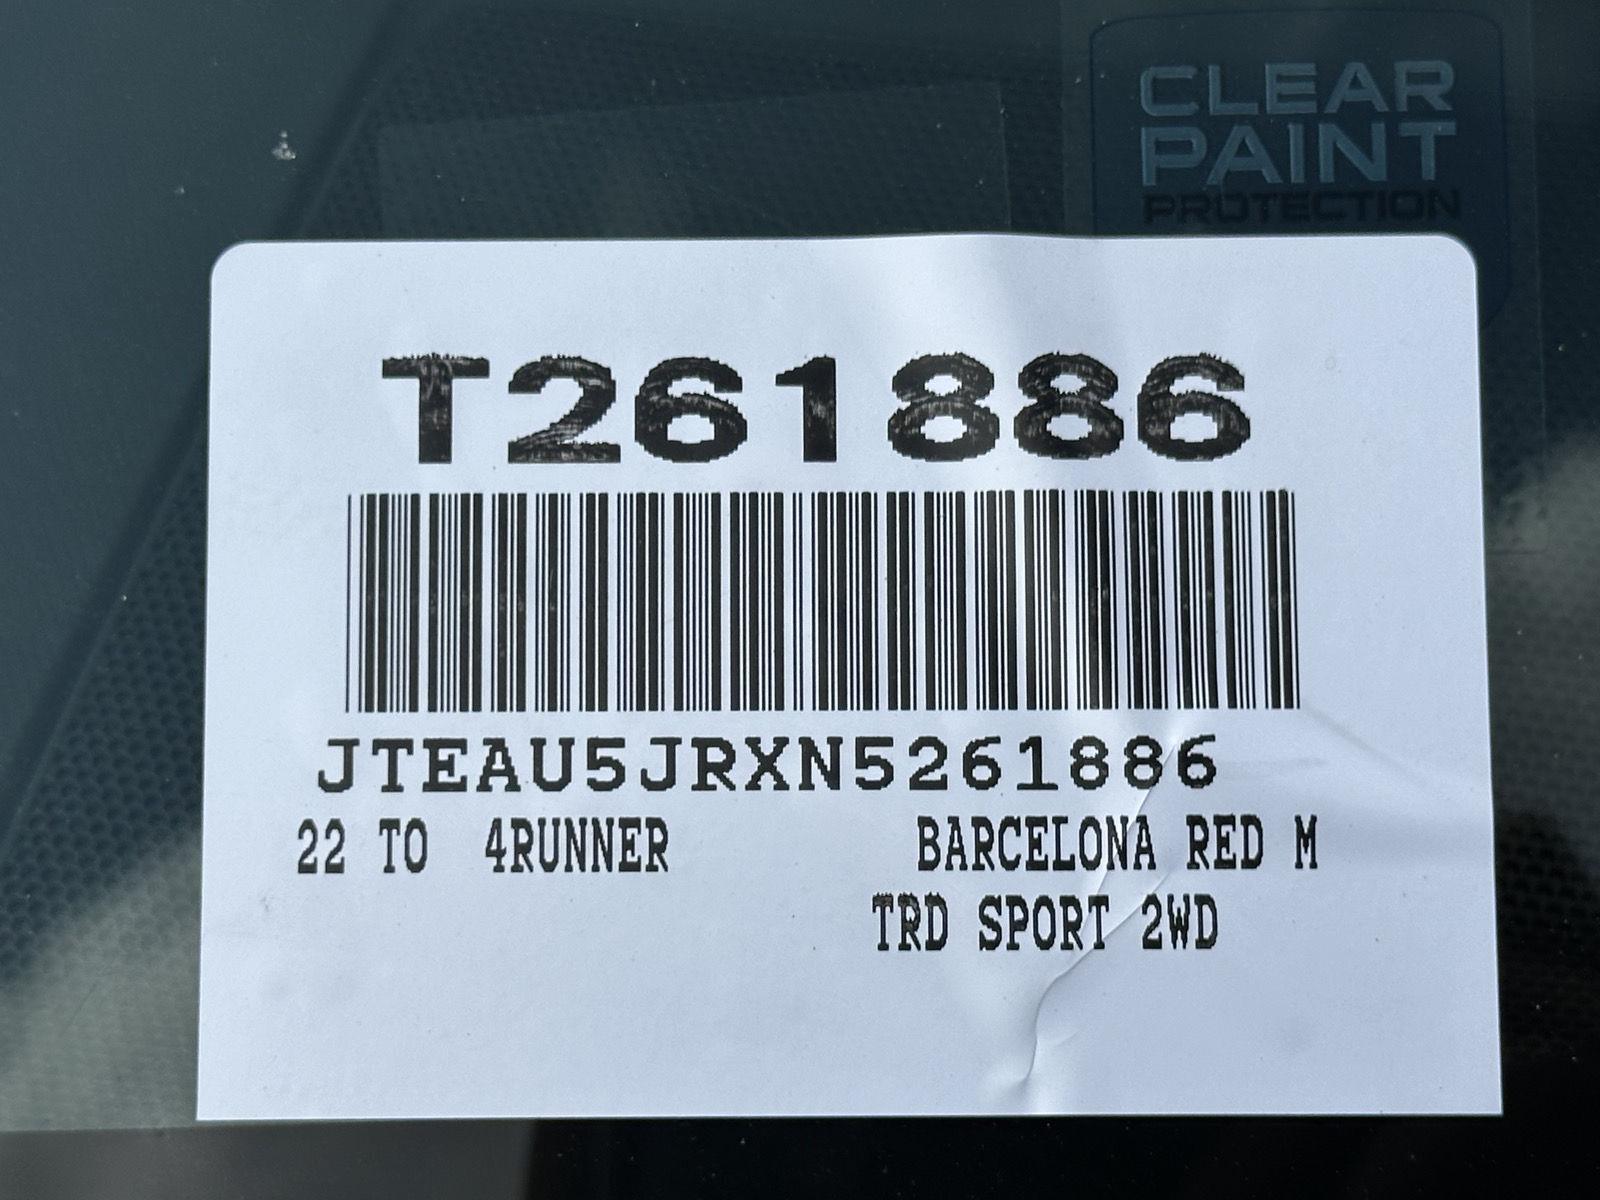 CLEAR
PAINT
PROTECTION
T261886
JTEAU5JRXN5261886
22 TO 4RUNNER BARCELONA RED M
TRD SPORT 2WD